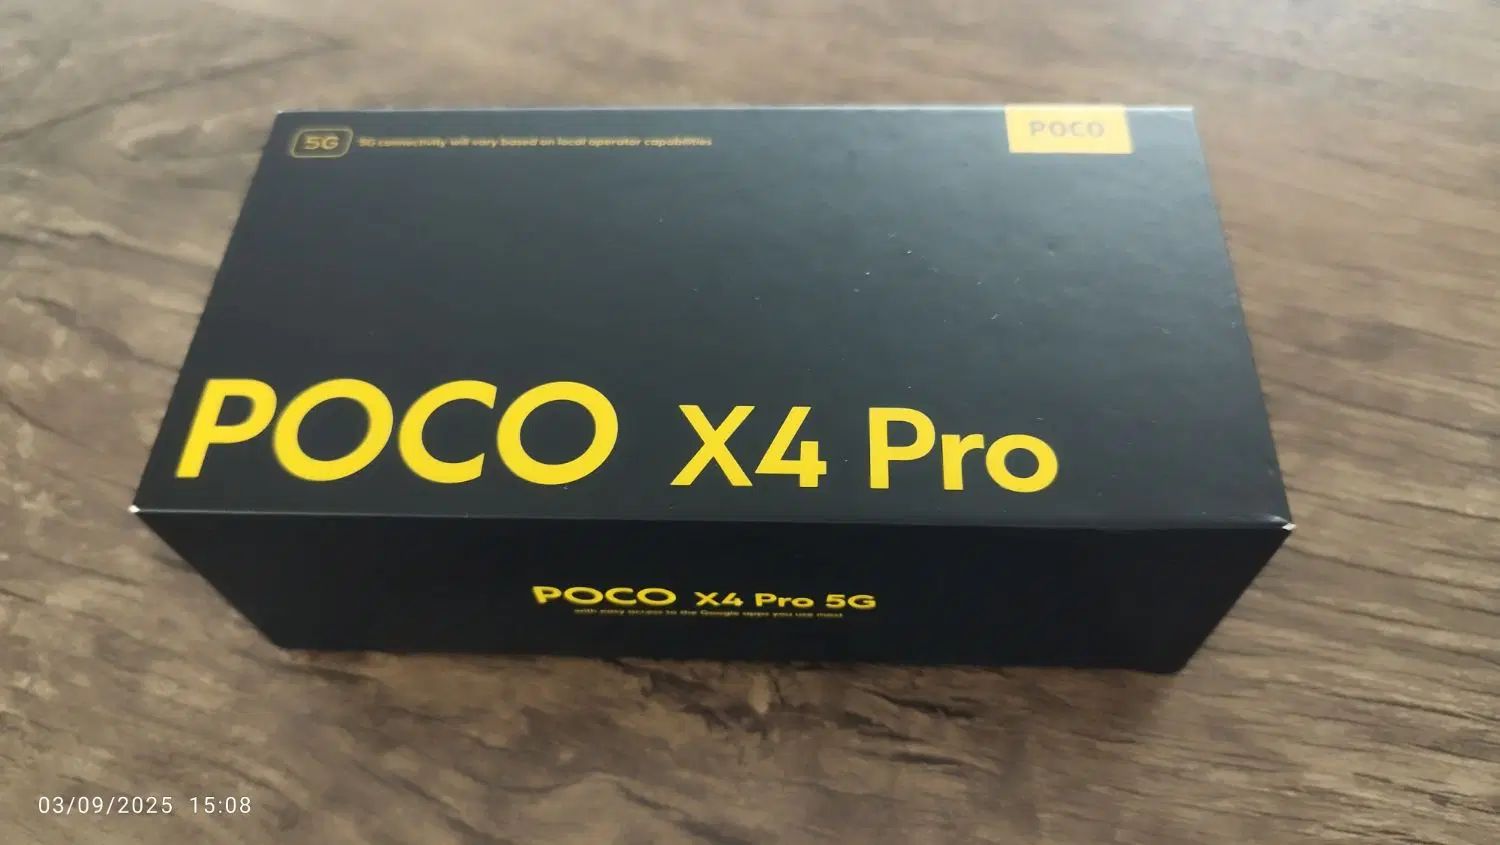 5G 5G connectivity will vary based on local operator capabilities
POCO
POCO X4 Pro
POCO X4 Pro 5G
with easy access to the Google apps you use most
03/09/2025 15:08